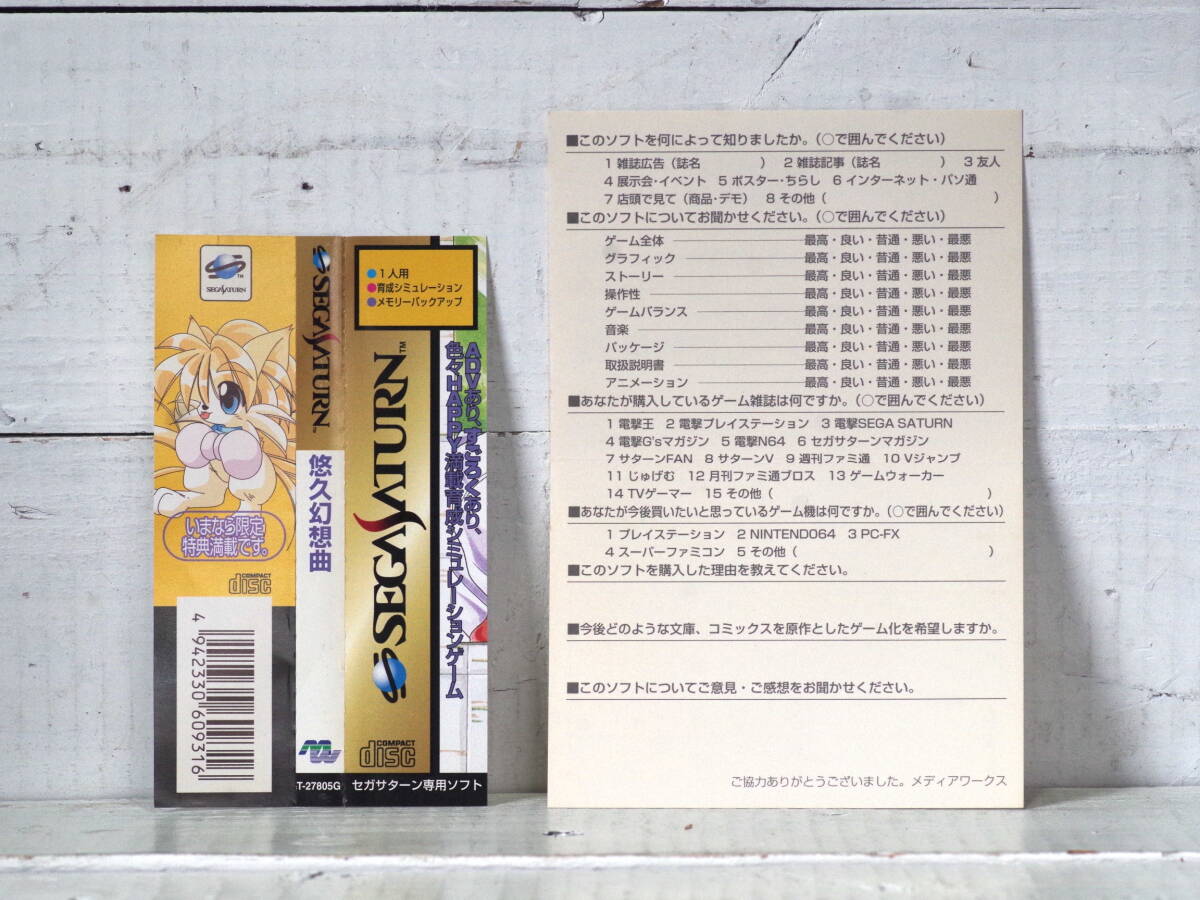 SEGA SATURN
TM
いまなら限定
特典満載です。
COMPACT
disc
4 942330 609316
SEGA SATURN
TM
悠久幻想曲
MW
T-27805G
●1人用
●育成シミュレーション
●メモリーバックアップ
SEGA SATURN
TM
COMPACT
disc
セガサターン専用ソフト
ADVあり、すごろくあり、
色々HAPPY満載育成シミュレーションゲーム
■このソフトを何によって知りましたか。(○で囲んでください)
1 雑誌広告(誌名 ) 2 雑誌記事(誌名 ) 3 友人
4 展示会・イベント 5 ポスター・ちらし 6 インターネット・パソ通
7 店頭で見て(商品・デモ) 8 その他( )
■このソフトについてお聞かせください。(○で囲んでください)
ゲーム全体 最高・良い・普通・悪い・最悪
グラフィック 最高・良い・昔通・悪い・最悪
ストーリー 最高・良い・昔通・悪い・最悪
操作性 最高・良い・普通・悪い・最悪
ゲームバランス 最高・良い・普通・悪い・最悪
音楽 最高・良い・普通・悪い・最悪
パッケージ 最高・良い・普通・悪い・最悪
取扱説明書 最高・良い・普通・悪い・最悪
アニメーション 最高・良い・普通・悪い・最悪
■あなたが購入しているゲーム雑誌は何ですか。(○で囲んでください)
1 電撃王 2 電撃プレイステーション 3 電撃SEGA SATURN
4 電撃G'sマガジン 5 電撃N64 6 セガサターンマガジン
7 サターンFAN 8 サターンV 9 週刊ファミ通 10 Vジャンプ
11 じゅげむ 12 月刊ファミ通ブロス 13 ゲームウォーカー
14 TVゲーマー 15 その他( )
■あなたが今後買いたいと思っているゲーム機は何ですか。(○で囲んでください)
1 プレイステーション 2 NINTENDO64 3 PC-FX
4 スーパーファミコン 5 その他( )
■このソフトを購入した理由を教えてください。
■今後どのような文庫、コミックスを原作としたゲーム化を希望しますか。
■このソフトについてご意見・ご感想をお聞かせください。
ご協力ありがとうございました。メディアワークス